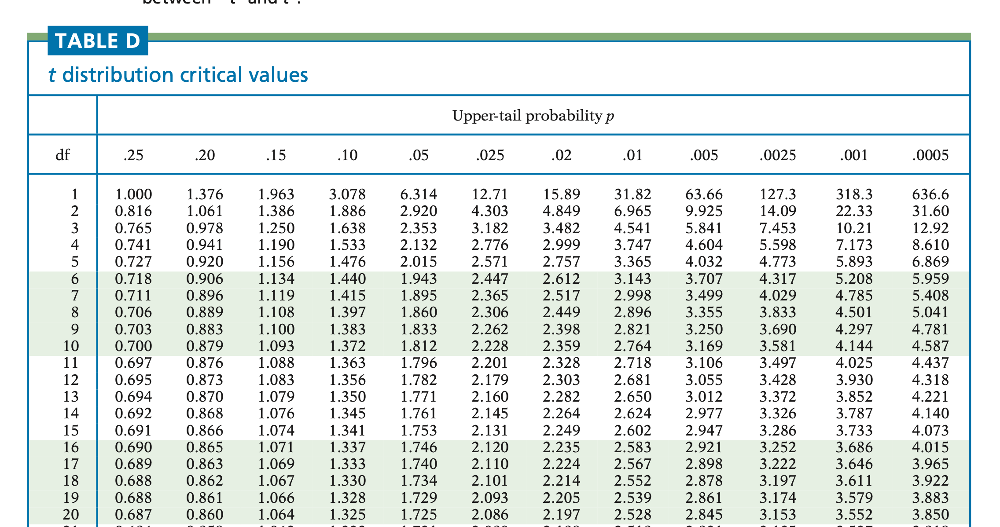 between −t* and t*.
TABLE D
t distribution critical values
Upper-tail probability p
df .25 .20 .15 .10 .05 .025 .02 .01 .005 .0025 .001 .0005
1 1.000 1.376 1.963 3.078 6.314 12.71 15.89 31.82 63.66 127.3 318.3 636.6
2 0.816 1.061 1.386 1.886 2.920 4.303 4.849 6.965 9.925 14.09 22.33 31.60
3 0.765 0.978 1.250 1.638 2.353 3.182 3.482 4.541 5.841 7.453 10.21 12.92
4 0.741 0.941 1.190 1.533 2.132 2.776 2.999 3.747 4.604 5.598 7.173 8.610
5 0.727 0.920 1.156 1.476 2.015 2.571 2.757 3.365 4.032 4.773 5.893 6.869
6 0.718 0.906 1.134 1.440 1.943 2.447 2.612 3.143 3.707 4.317 5.208 5.959
7 0.711 0.896 1.119 1.415 1.895 2.365 2.517 2.998 3.499 4.029 4.785 5.408
8 0.706 0.889 1.108 1.397 1.860 2.306 2.449 2.896 3.355 3.833 4.501 5.041
9 0.703 0.883 1.100 1.383 1.833 2.262 2.398 2.821 3.250 3.690 4.297 4.781
10 0.700 0.879 1.093 1.372 1.812 2.228 2.359 2.764 3.169 3.581 4.144 4.587
11 0.697 0.876 1.088 1.363 1.796 2.201 2.328 2.718 3.106 3.497 4.025 4.437
12 0.695 0.873 1.083 1.356 1.782 2.179 2.303 2.681 3.055 3.428 3.930 4.318
13 0.694 0.870 1.079 1.350 1.771 2.160 2.282 2.650 3.012 3.372 3.852 4.221
14 0.692 0.868 1.076 1.345 1.761 2.145 2.264 2.624 2.977 3.326 3.787 4.140
15 0.691 0.866 1.074 1.341 1.753 2.131 2.249 2.602 2.947 3.286 3.733 4.073
16 0.690 0.865 1.071 1.337 1.746 2.120 2.235 2.583 2.921 3.252 3.686 4.015
17 0.689 0.863 1.069 1.333 1.740 2.110 2.224 2.567 2.898 3.222 3.646 3.965
18 0.688 0.862 1.067 1.330 1.734 2.101 2.214 2.552 2.878 3.197 3.611 3.922
19 0.688 0.861 1.066 1.328 1.729 2.093 2.205 2.539 2.861 3.174 3.579 3.883
20 0.687 0.860 1.064 1.325 1.725 2.086 2.197 2.528 2.845 3.153 3.552 3.850